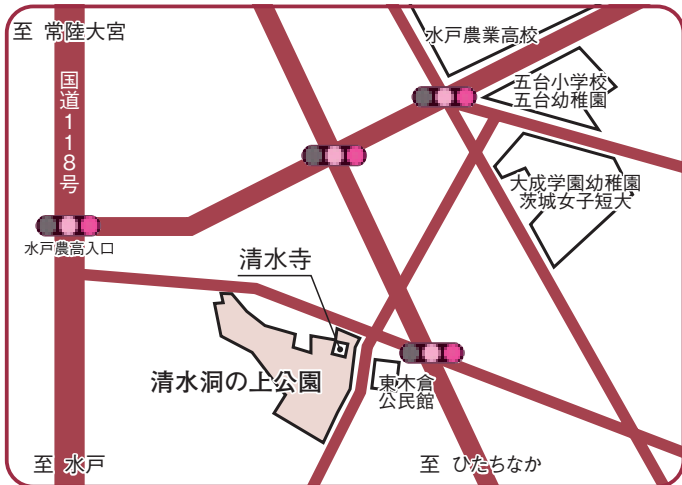 至 常陸大宮
国道118号
水戸農業高校
五台小学校
五台幼稚園
大成学園幼稚園
茨城女子短大
水戸農高入口
清水寺
清水洞の上公園
東木倉
公民館
至 水戸
至 ひたちなか